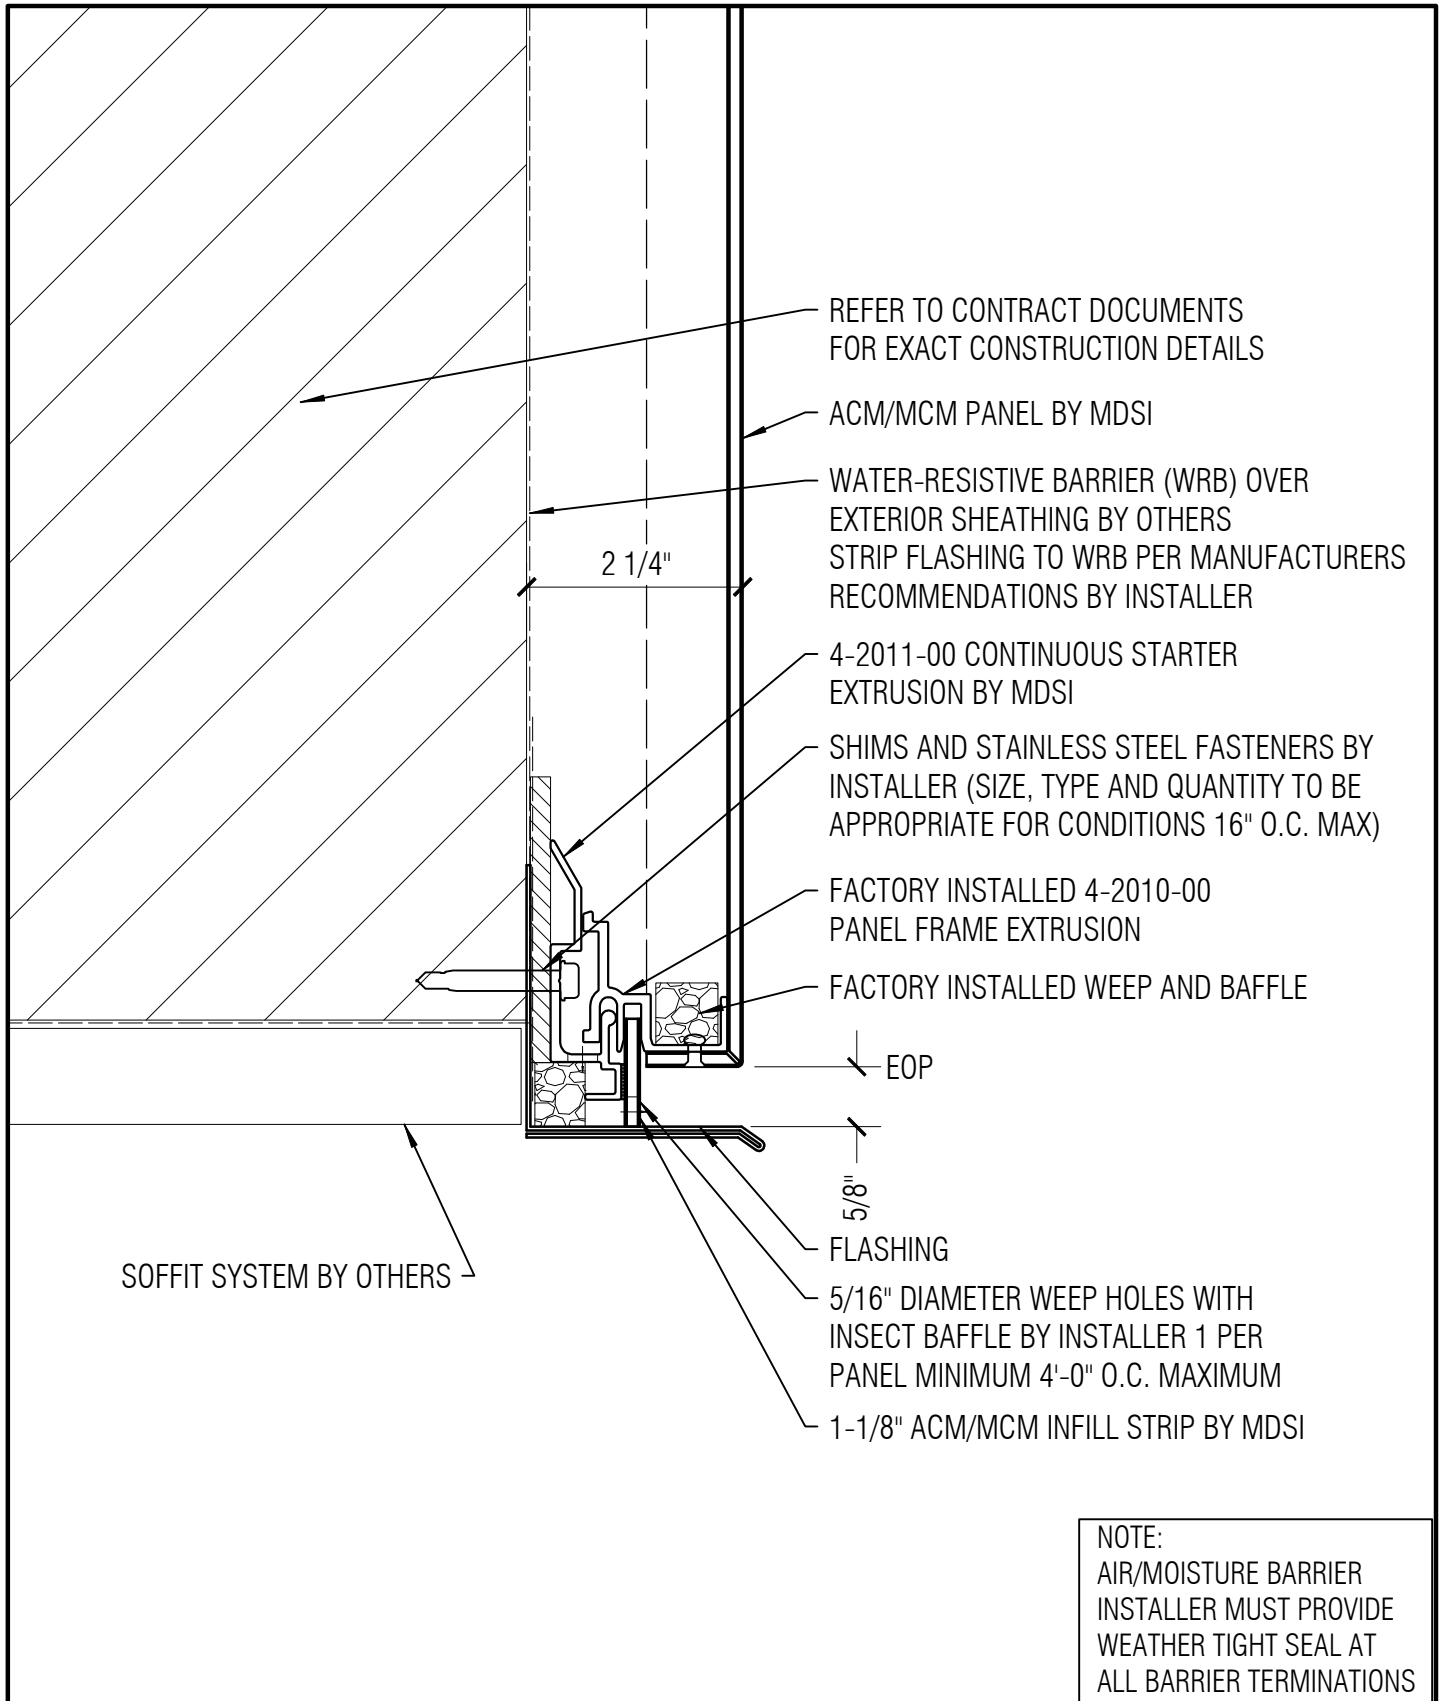 REFER TO CONTRACT DOCUMENTS
FOR EXACT CONSTRUCTION DETAILS
ACM/MCM PANEL BY MDSI
WATER-RESISTIVE BARRIER (WRB) OVER
EXTERIOR SHEATHING BY OTHERS
STRIP FLASHING TO WRB PER MANUFACTURERS
RECOMMENDATIONS BY INSTALLER
2 1/4"
4-2011-00 CONTINUOUS STARTER
EXTRUSION BY MDSI
SHIMS AND STAINLESS STEEL FASTENERS BY
INSTALLER (SIZE, TYPE AND QUANTITY TO BE
APPROPRIATE FOR CONDITIONS 16" O.C. MAX)
FACTORY INSTALLED 4-2010-00
PANEL FRAME EXTRUSION
FACTORY INSTALLED WEEP AND BAFFLE
EOP
5/8"
FLASHING
SOFFIT SYSTEM BY OTHERS
5/16" DIAMETER WEEP HOLES WITH
INSECT BAFFLE BY INSTALLER 1 PER
PANEL MINIMUM 4'-0" O.C. MAXIMUM
1-1/8" ACM/MCM INFILL STRIP BY MDSI
NOTE:
AIR/MOISTURE BARRIER
INSTALLER MUST PROVIDE
WEATHER TIGHT SEAL AT
ALL BARRIER TERMINATIONS